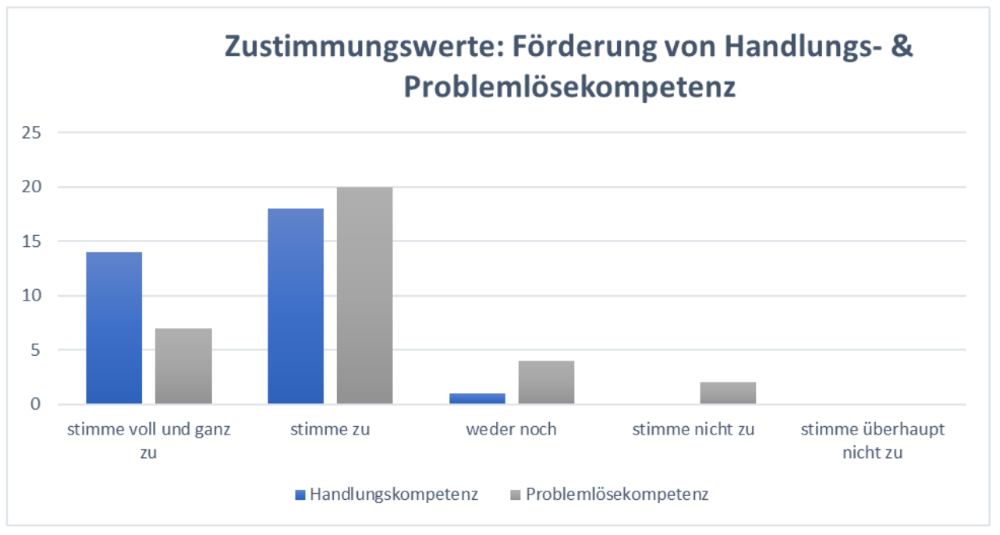 Zustimmungswerte: Förderung von Handlungs- &
Problemlösekompetenz
25
20
15
10
5
0
stimme voll und ganz
zu
stimme zu
weder noch
stimme nicht zu
stimme überhaupt
nicht zu
Handlungskompetenz
Problemlösekompetenz